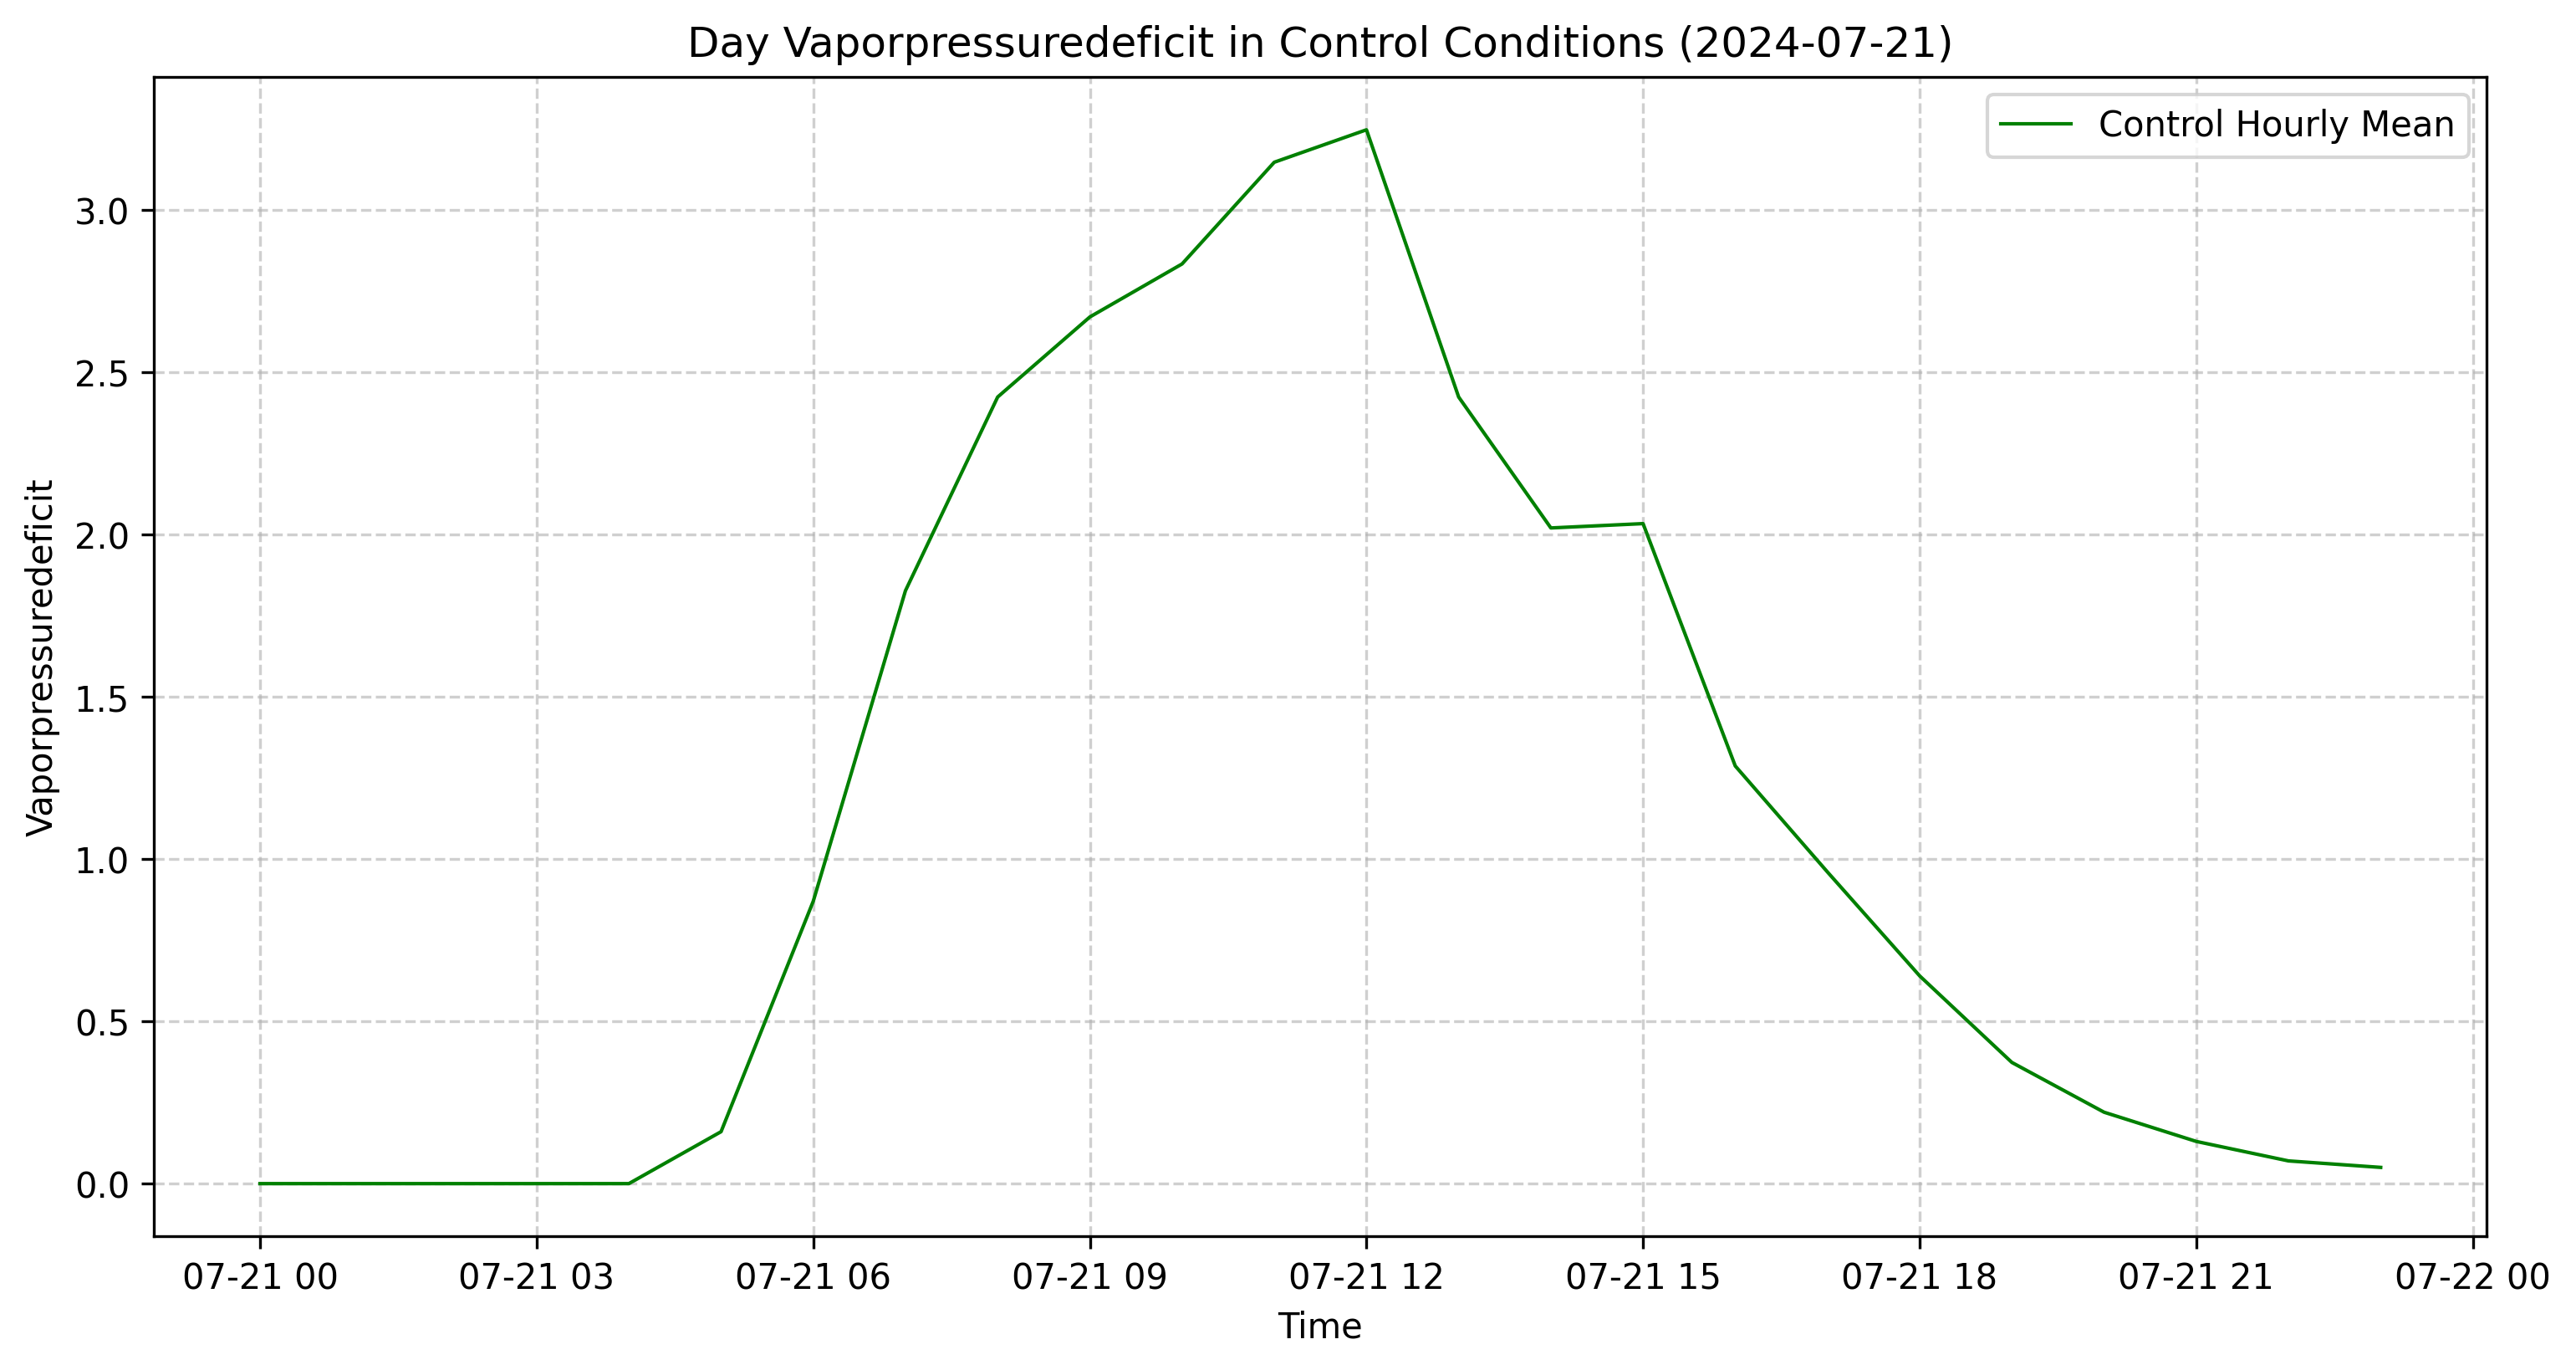 Day Vaporpressuredeficit in Control Conditions (2024-07-21)
Control Hourly Mean
Vaporpressuredeficit
3.0
2.5
2.0
1.5
1.0
0.5
0.0
07-21 00 07-21 03 07-21 06 07-21 09 07-21 12 07-21 15 07-21 18 07-21 21 07-22 00
Time